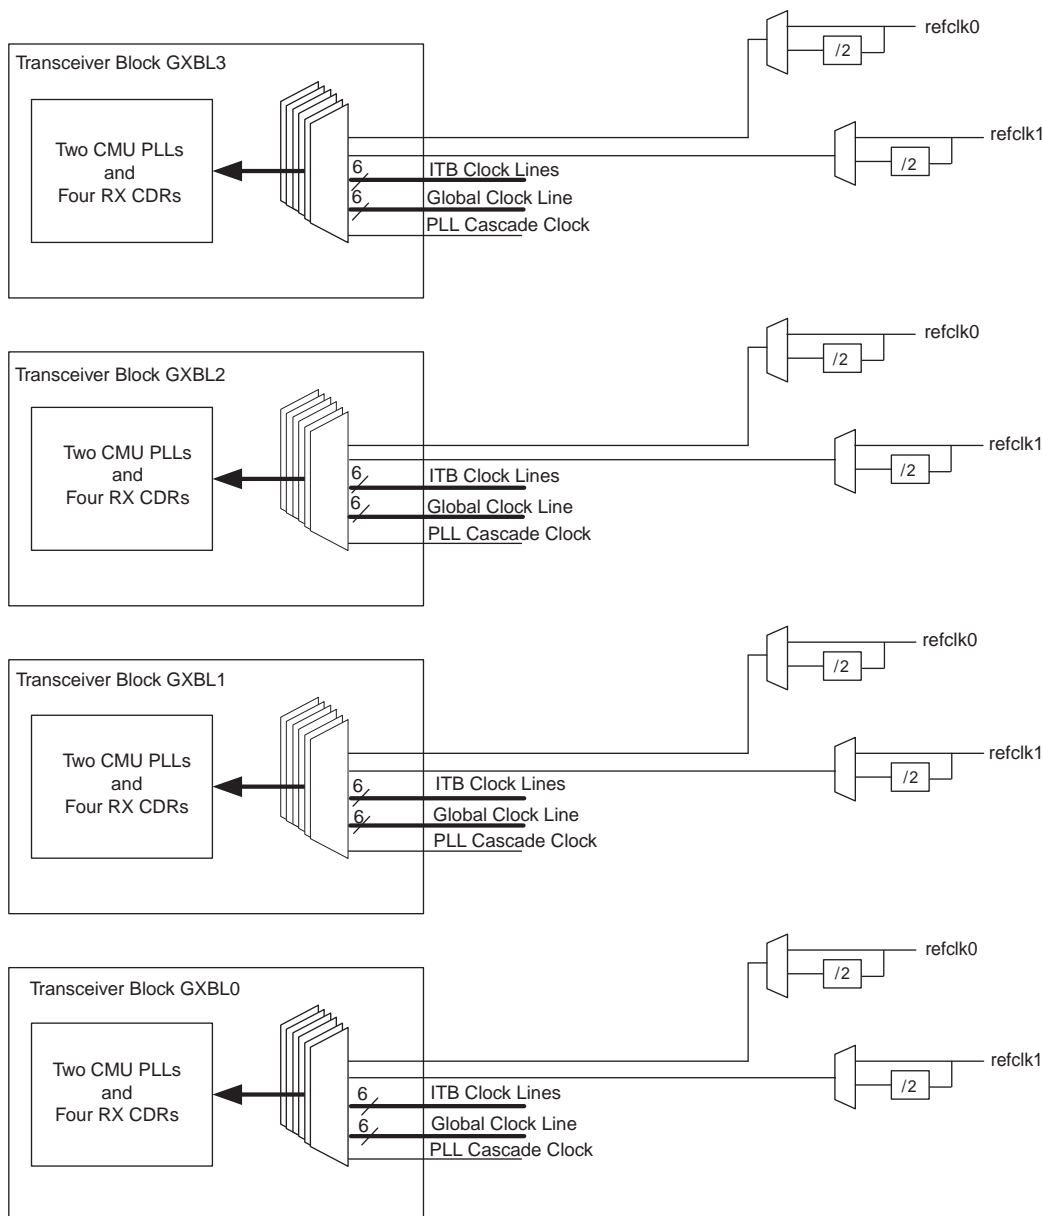 refclk0
/2
Transceiver Block GXBL3
refclk1
/2
Two CMU PLLs
and
Four RX CDRs
6
ITB Clock Lines
6
Global Clock Line
PLL Cascade Clock
refclk0
/2
Transceiver Block GXBL2
refclk1
/2
Two CMU PLLs
and
Four RX CDRs
6
ITB Clock Lines
6
Global Clock Line
PLL Cascade Clock
refclk0
/2
Transceiver Block GXBL1
refclk1
/2
Two CMU PLLs
and
Four RX CDRs
6
ITB Clock Lines
6
Global Clock Line
PLL Cascade Clock
refclk0
/2
Transceiver Block GXBL0
refclk1
/2
Two CMU PLLs
and
Four RX CDRs
6
ITB Clock Lines
6
Global Clock Line
PLL Cascade Clock